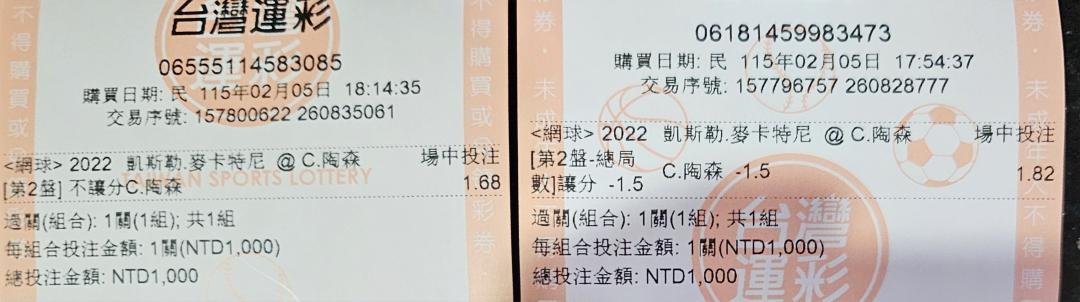 台灣運彩
06555114583085
購買日期: 民 115年02月05日 18:14:35
交易序號: 157800622 260835061
<網球> 2022 凱斯勒.麥卡特尼 @ C.陶森 場中投注
[第2盤] 不讓分C.陶森 1.68
TAIWAN SPORTS LOTTERY
過關(組合): 1關(1組); 共1組
每組合投注金額: 1關(NTD1,000)
總投注金額: NTD1,000
06181459983473
購買日期: 民 115年02月05日 17:54:37
交易序號: 157796757 260828777
<網球> 2022 凱斯勒.麥卡特尼 @ C.陶森 場中投注
[第2盤-總局
數]讓分 -1.5 C.陶森 -1.5 1.82
過關(組合): 1關(1組); 共1組
每組合投注金額: 1關(NTD1,000)
總投注金額: NTD1,000
台灣
運彩